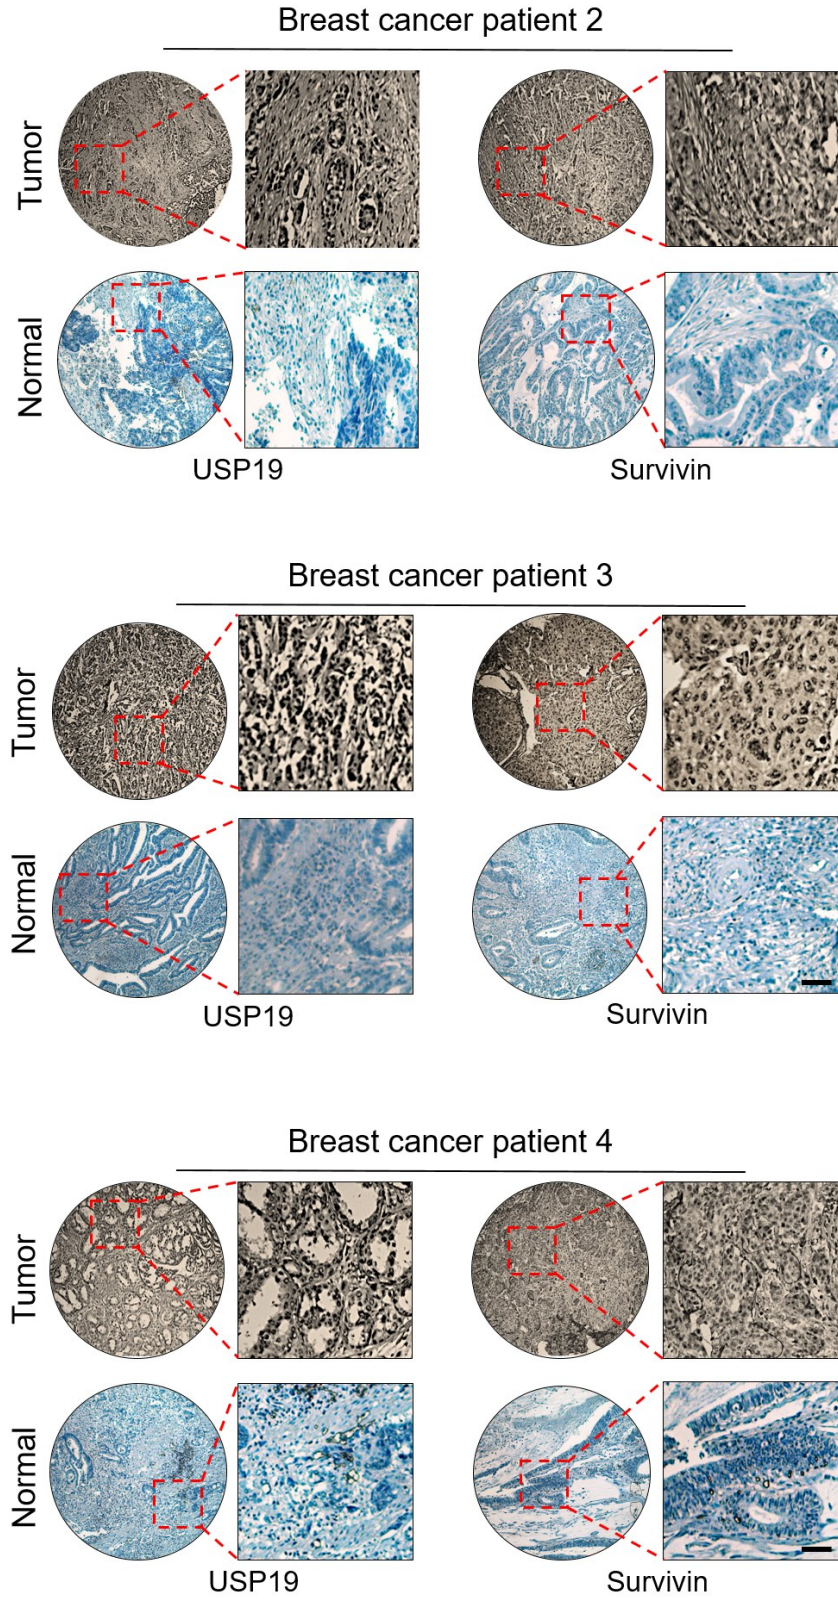 Breast cancer patient 2
Tumor
Normal
USP19
Survivin
Breast cancer patient 3
Tumor
Normal
USP19
Survivin
Breast cancer patient 4
Tumor
Normal
USP19
Survivin